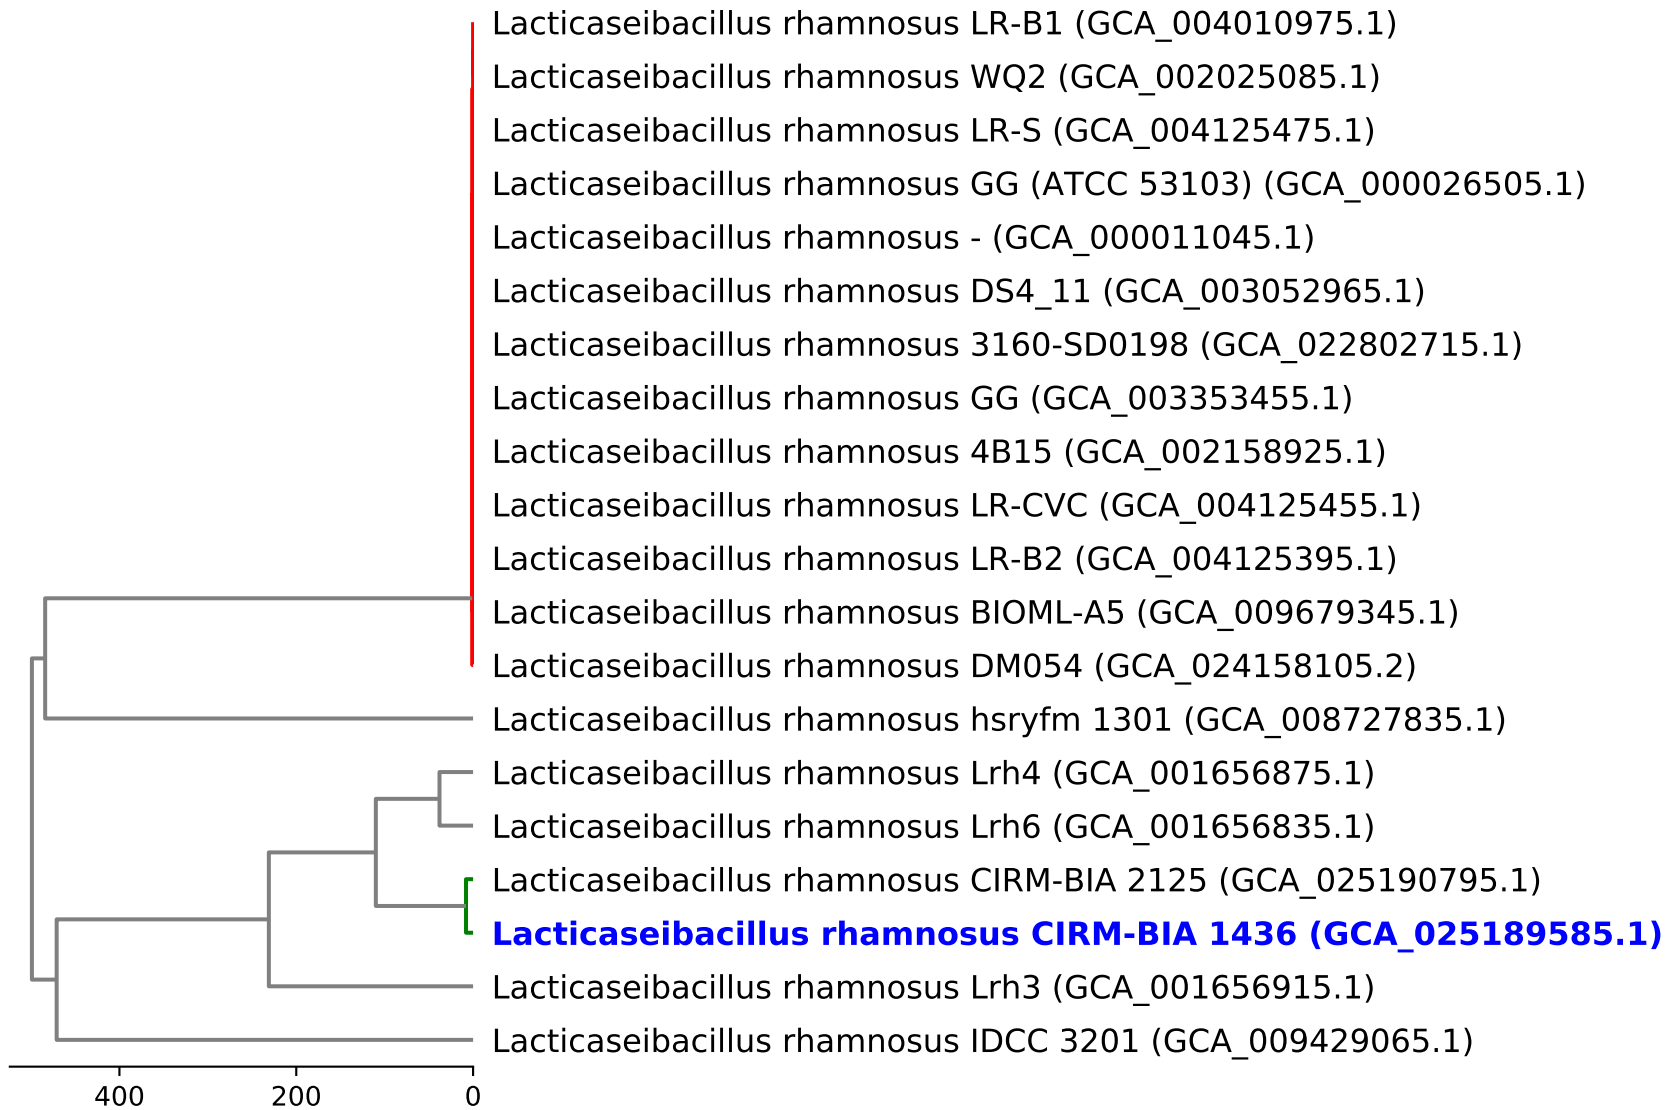 Lacticaseibacillus rhamnosus LR-B1 (GCA_004010975.1)
Lacticaseibacillus rhamnosus WQ2 (GCA_002025085.1)
Lacticaseibacillus rhamnosus LR-S (GCA_004125475.1)
Lacticaseibacillus rhamnosus GG (ATCC 53103) (GCA_000026505.1)
Lacticaseibacillus rhamnosus - (GCA_000011045.1)
Lacticaseibacillus rhamnosus DS4_11 (GCA_003052965.1)
Lacticaseibacillus rhamnosus 3160-SD0198 (GCA_022802715.1)
Lacticaseibacillus rhamnosus GG (GCA_003353455.1)
Lacticaseibacillus rhamnosus 4B15 (GCA_002158925.1)
Lacticaseibacillus rhamnosus LR-CVC (GCA_004125455.1)
Lacticaseibacillus rhamnosus LR-B2 (GCA_004125395.1)
Lacticaseibacillus rhamnosus BIOML-A5 (GCA_009679345.1)
Lacticaseibacillus rhamnosus DM054 (GCA_024158105.2)
Lacticaseibacillus rhamnosus hsryfm 1301 (GCA_008727835.1)
Lacticaseibacillus rhamnosus Lrh4 (GCA_001656875.1)
Lacticaseibacillus rhamnosus Lrh6 (GCA_001656835.1)
Lacticaseibacillus rhamnosus CIRM-BIA 2125 (GCA_025190795.1)
Lacticaseibacillus rhamnosus CIRM-BIA 1436 (GCA_025189585.1)
Lacticaseibacillus rhamnosus Lrh3 (GCA_001656915.1)
Lacticaseibacillus rhamnosus IDCC 3201 (GCA_009429065.1)
400 200 0